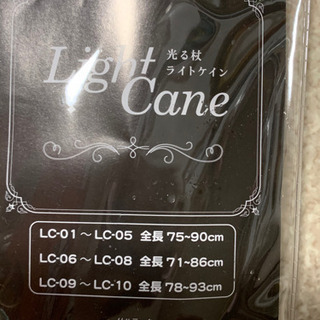 光る杖
Light
ライトケイン
Cane
LC-01～LC-05 全長 75~90cm
LC-06～LC-08 全長 71~86cm
LC-09～LC-10 全長 78~93cm